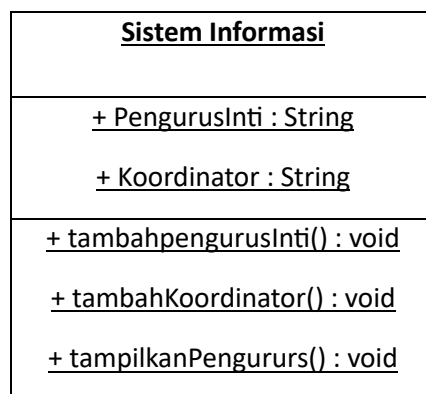 Sistem Informasi
+ PengurusInti : String
+ Koordinator : String
+ tambahpengurusInti() : void
+ tambahKoordinator() : void
+ tampilkanPengururs() : void